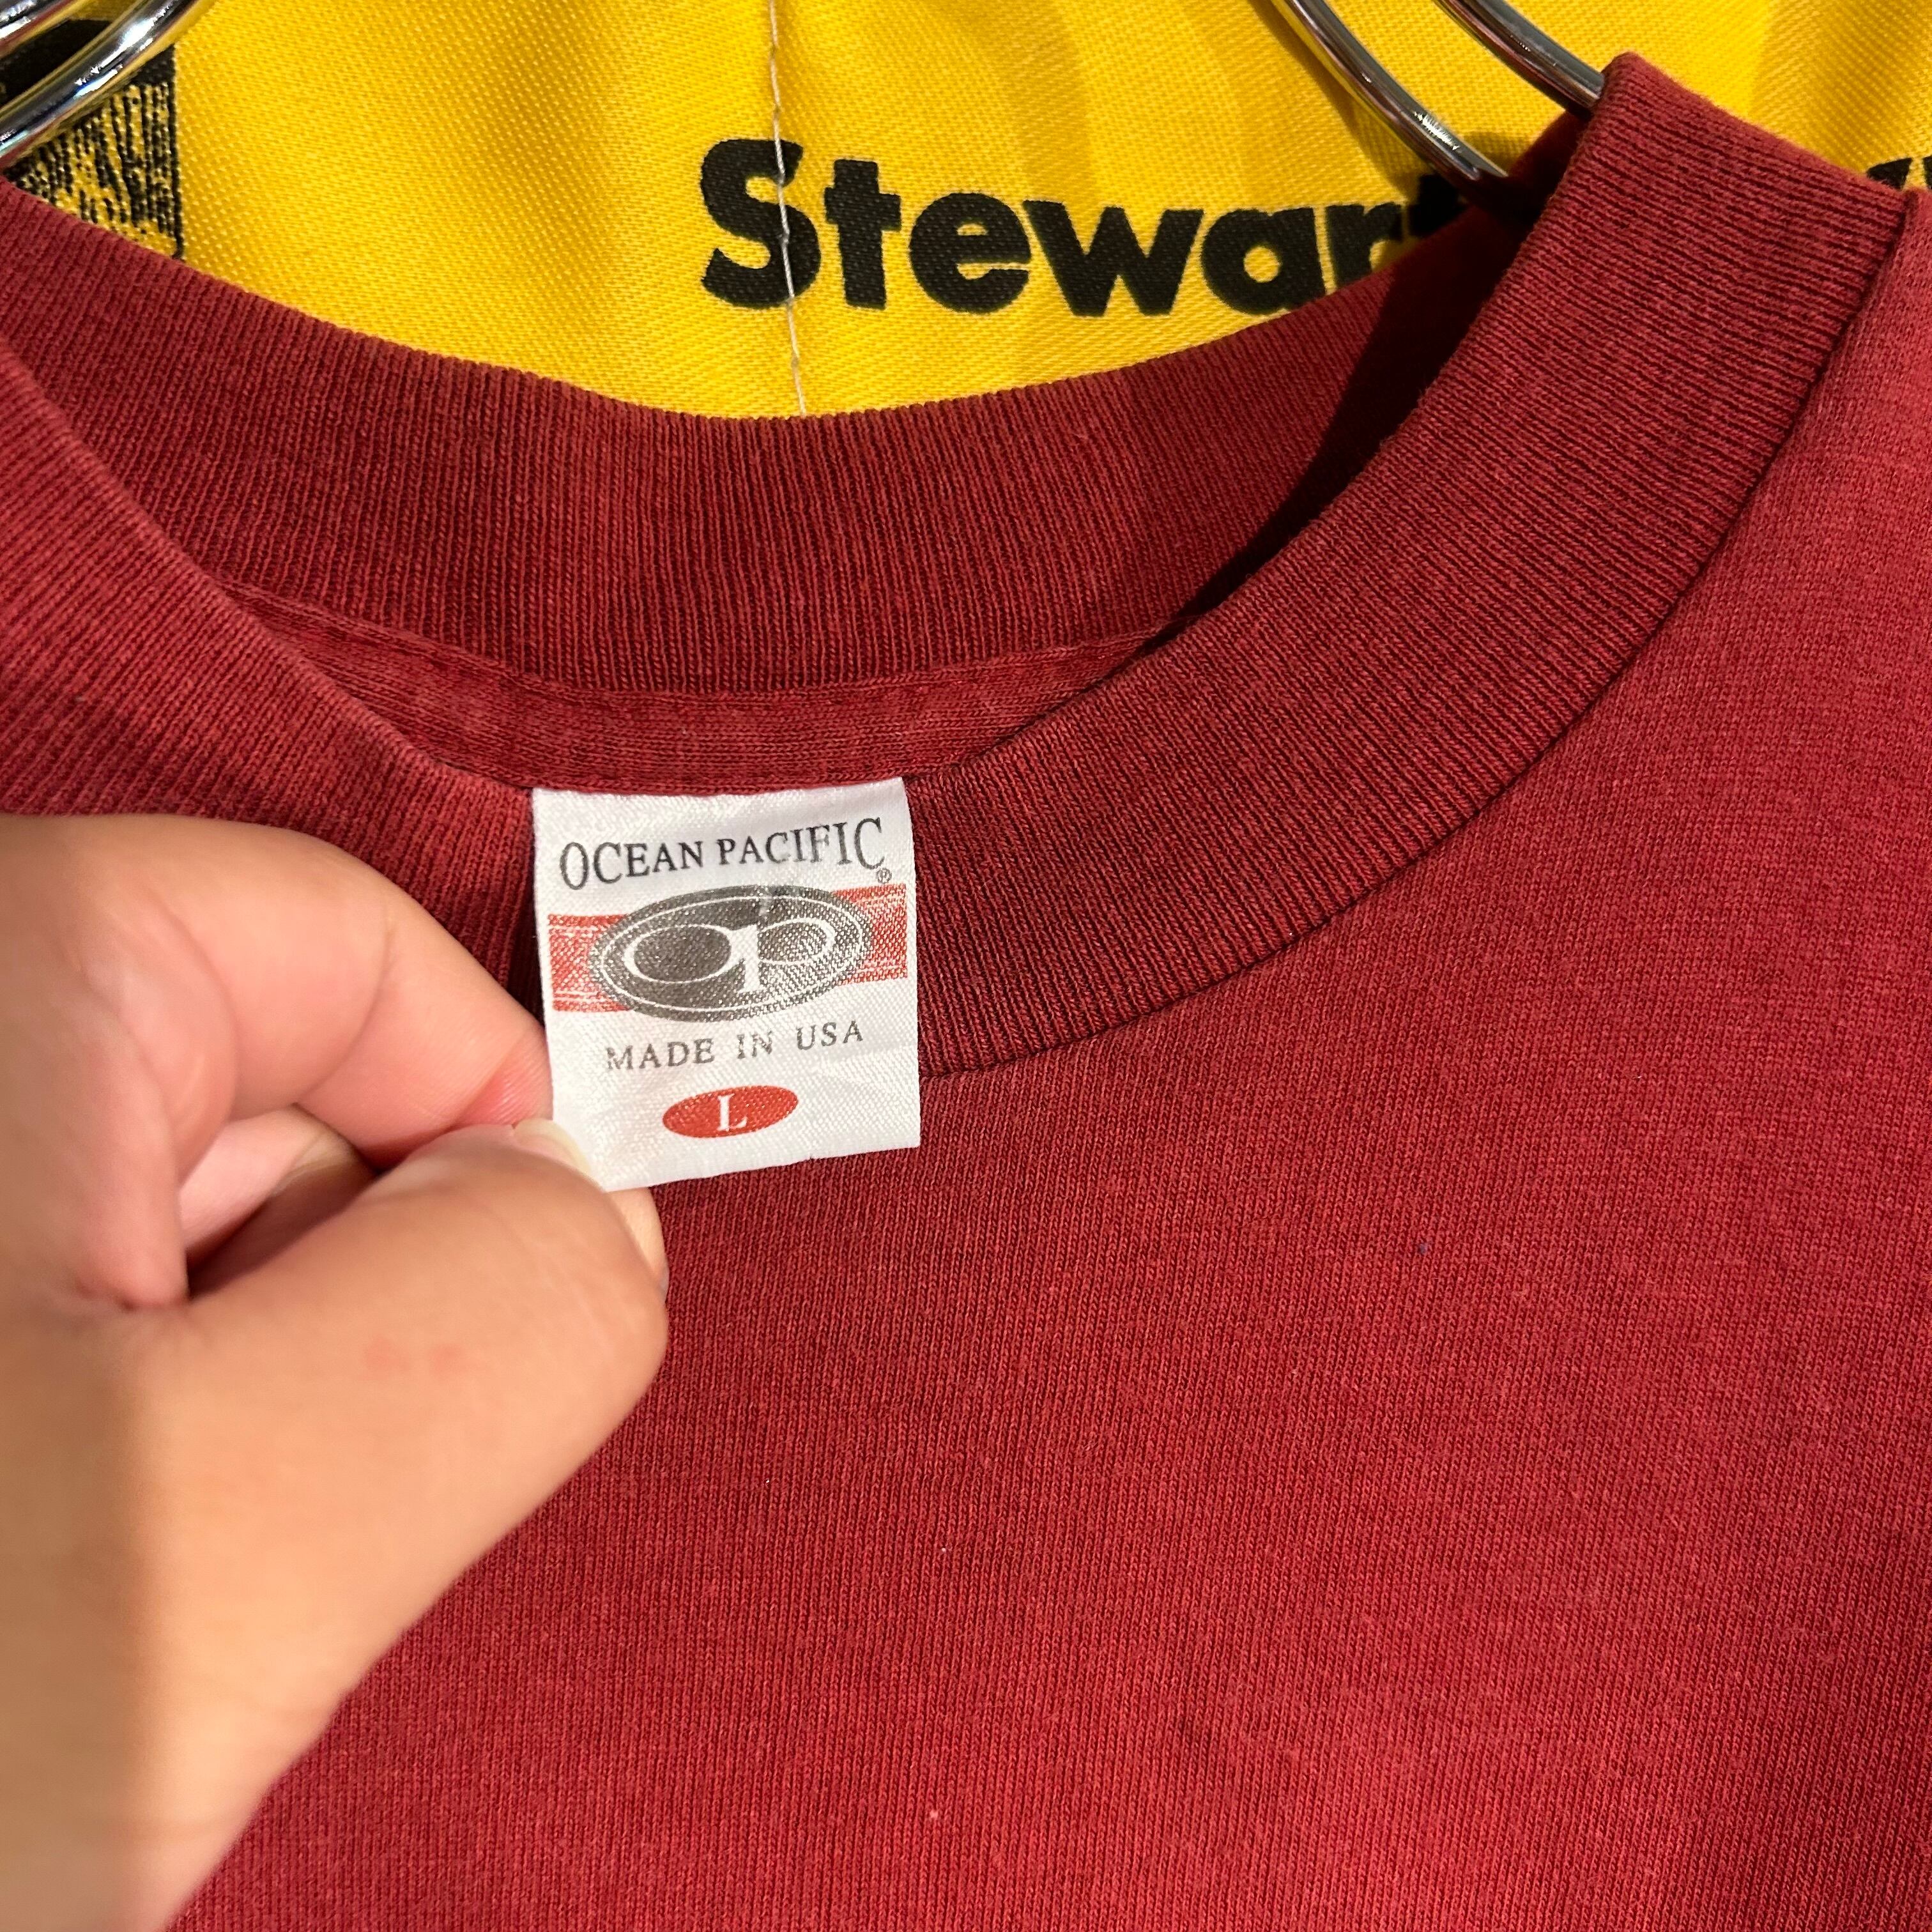 Stewart
OCEAN PACIFIC®
op
MADE IN USA
L